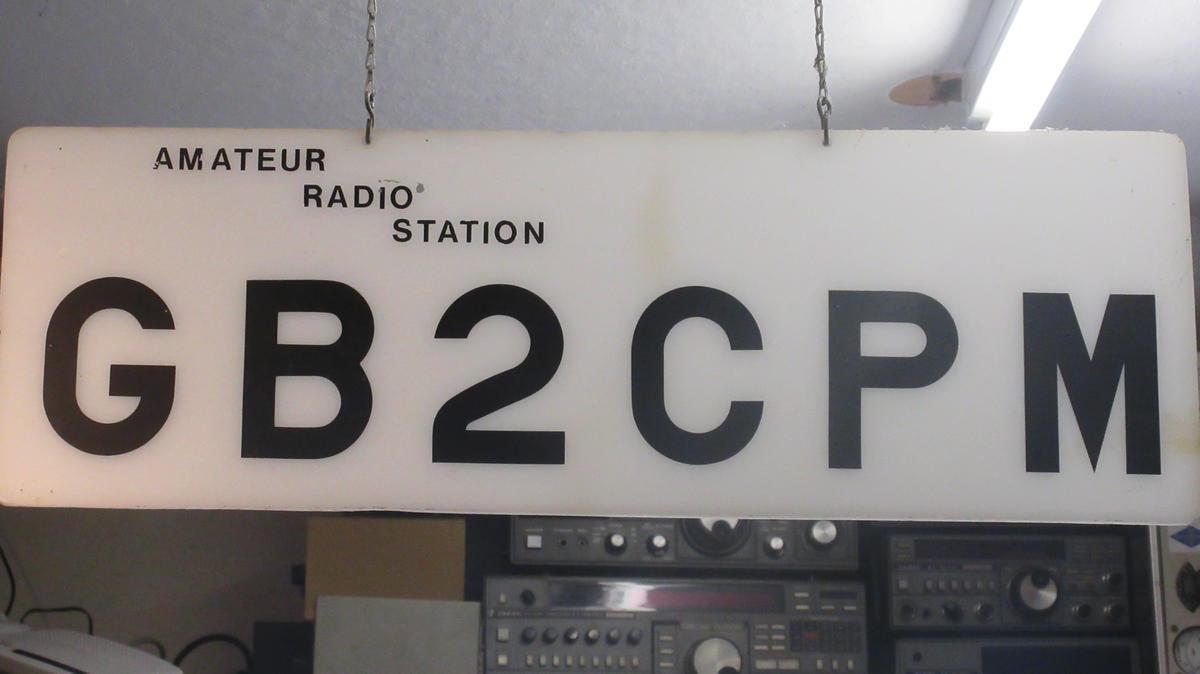 AMATEUR
RADIO
STATION
GB2CPM